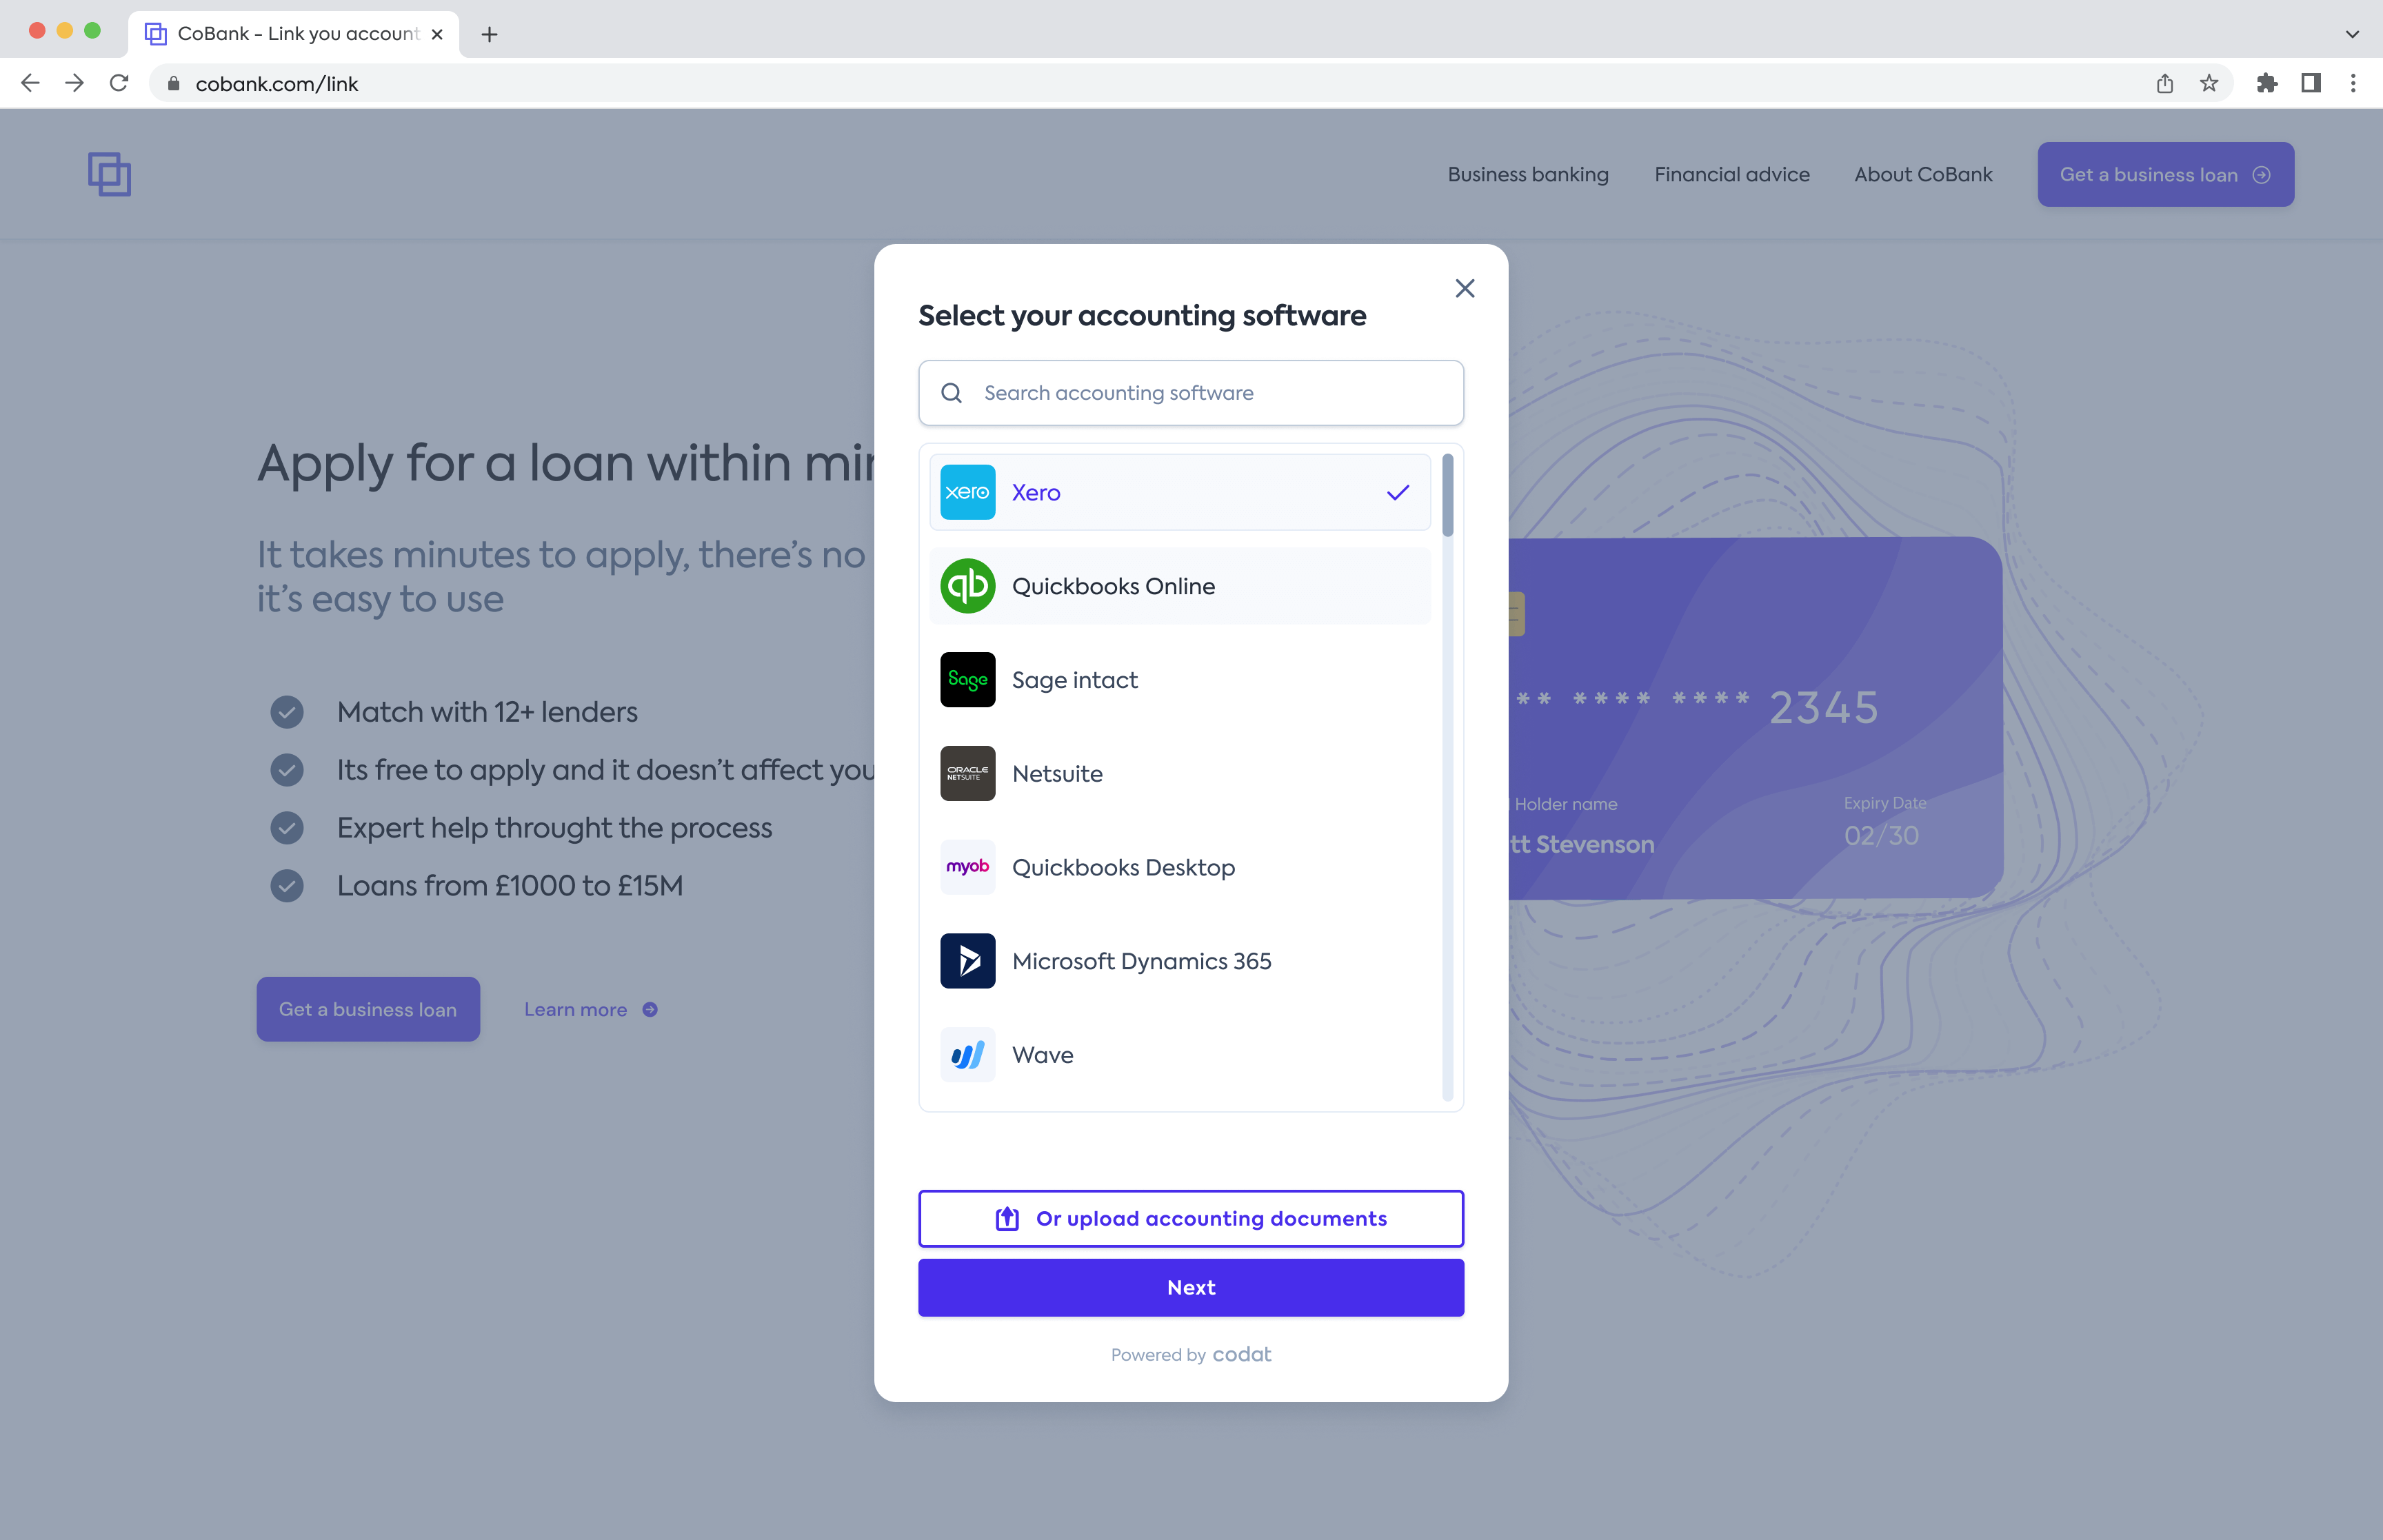 CoBank - Link you account
cobank.com/link
Business banking
Financial advice
About CoBank
Get a business loan
Apply for a loan within
It takes minutes to apply, there's no
it's easy to use
Match with 12+ lenders
Its free to apply and it doesn't affect
Expert help throught the process
Loans from £1000 to £15M
Get a business loan
Learn more
Select your accounting software
Search accounting software
xero
Xero
qb
Quickbooks Online
Sage
Sage intact
ORACLE
NETSUITE
Netsuite
myob
Quickbooks Desktop
Microsoft Dynamics 365
Wave
Or upload accounting documents
Next
Powered by codat
** **** **** 2345
Holder name
Expiry Date
tt Stevenson
02/30